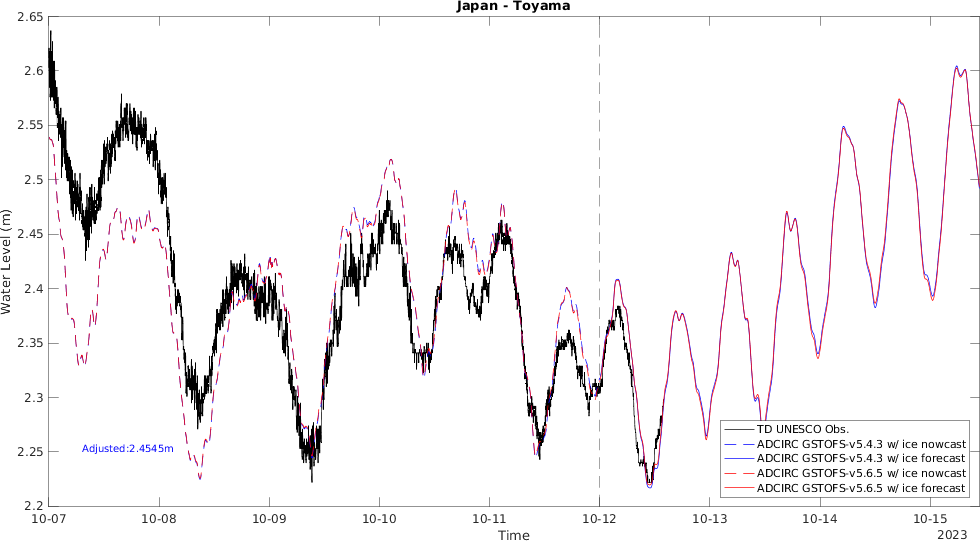 Japan - Toyama
2.65
2.6
2.55
2.5
2.45
2.4
2.35
2.3
2.25
2.2
Water Level (m)
Adjusted:2.4545m
TD UNESCO Obs.
ADCIRC GSTOFS-v5.4.3 w/ ice nowcast
ADCIRC GSTOFS-v5.4.3 w/ ice forecast
ADCIRC GSTOFS-v5.6.5 w/ ice nowcast
ADCIRC GSTOFS-v5.6.5 w/ ice forecast
10-07 10-08 10-09 10-10 10-11 10-12 10-13 10-14 10-15
Time
2023